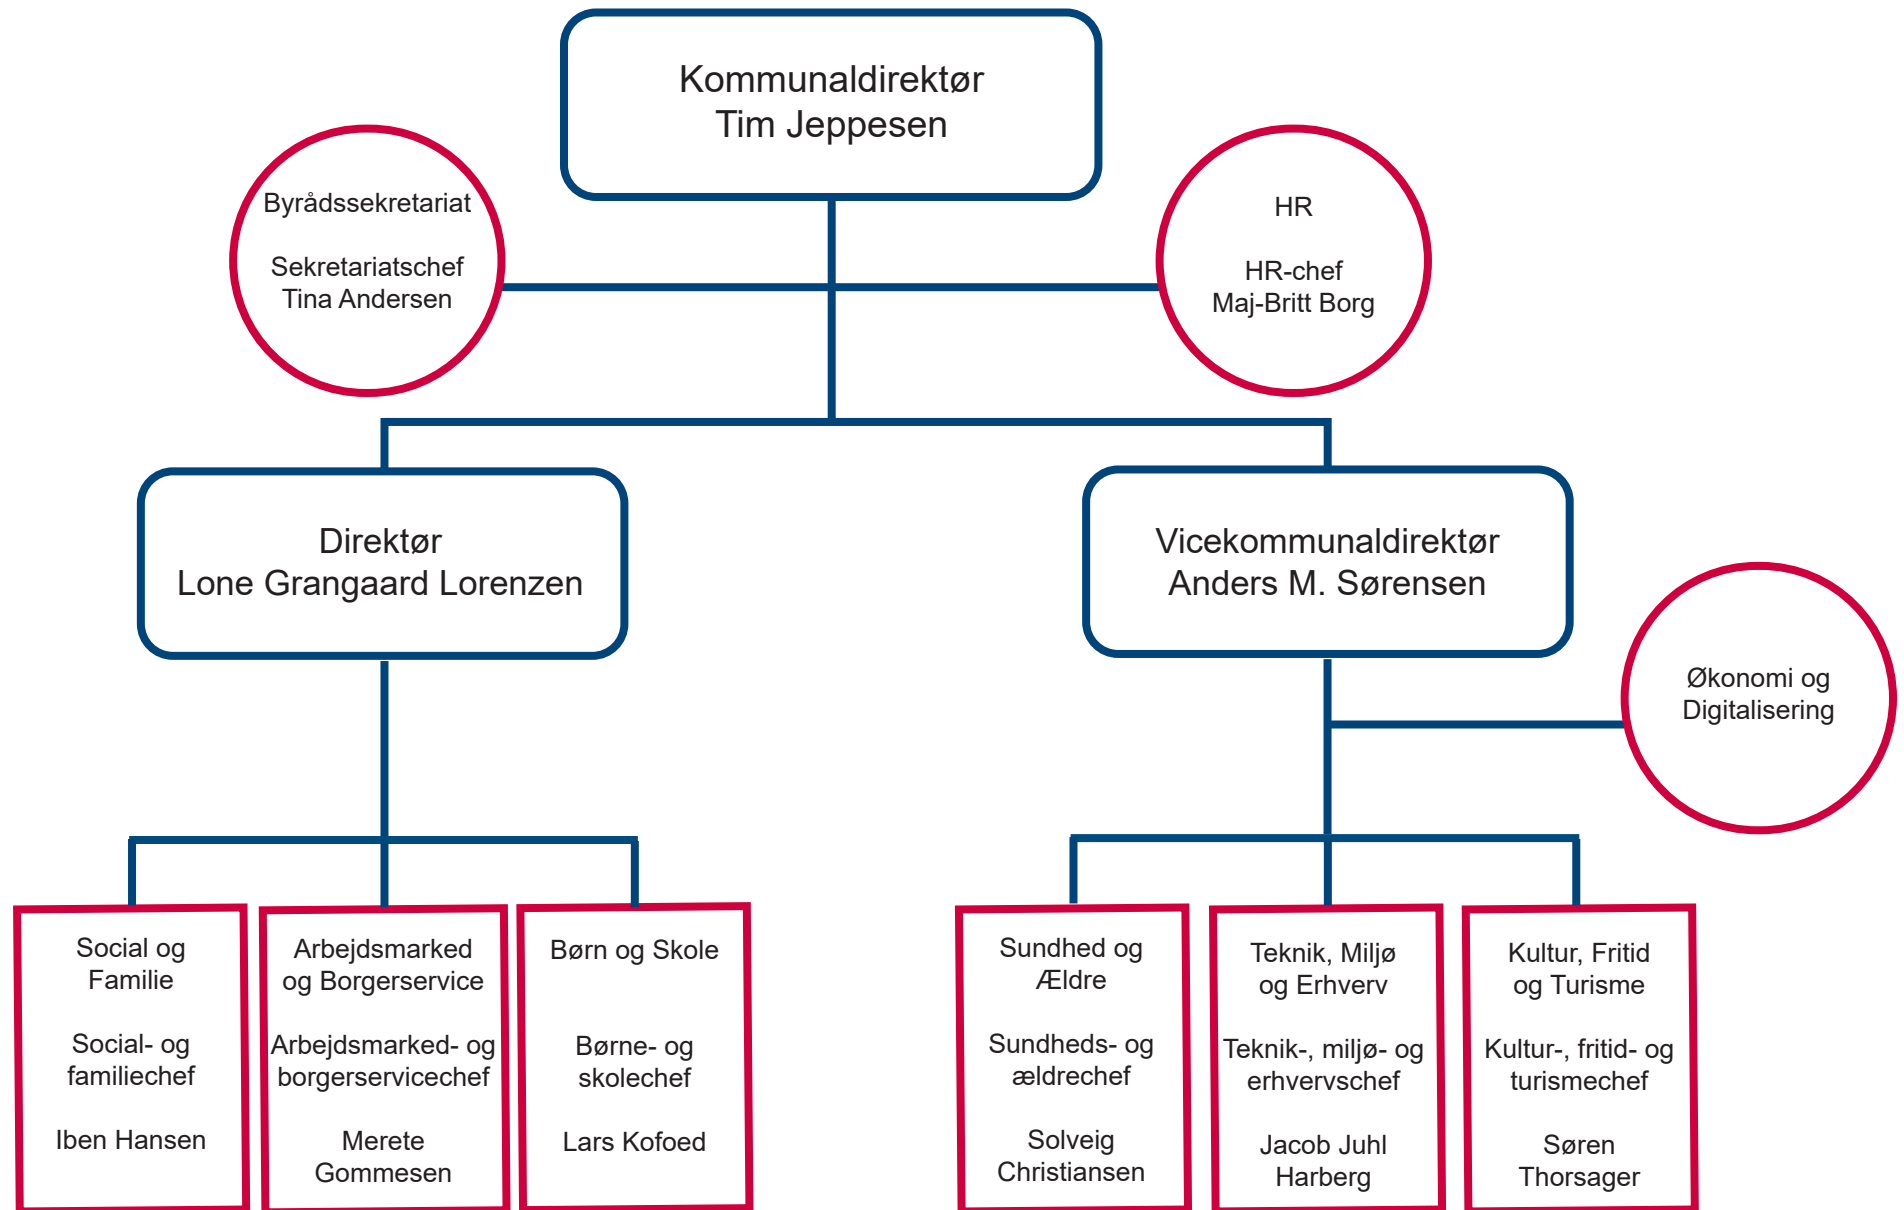 Kommunaldirektør
Tim Jeppesen
Byrådssekretariat
Sekretariatschef
Tina Andersen
HR
HR-chef
Maj-Britt Borg
Direktør
Lone Grangaard Lorenzen
Vicekommunaldirektør
Anders M. Sørensen
Økonomi og
Digitalisering
Social og
Familie
Social- og
familiechef
Iben Hansen
Arbejdsmarked
og Borgerservice
Arbejdsmarked- og
borgerservicechef
Merete
Gommesen
Børn og Skole
Børne- og
skolechef
Lars Kofoed
Sundhed og
Ældre
Sundheds- og
ældrechef
Solveig
Christiansen
Teknik, Miljø
og Erhverv
Teknik-, miljø- og
erhvervschef
Jacob Juhl
Harberg
Kultur, Fritid
og Turisme
Kultur-, fritid- og
turismechef
Søren
Thorsager